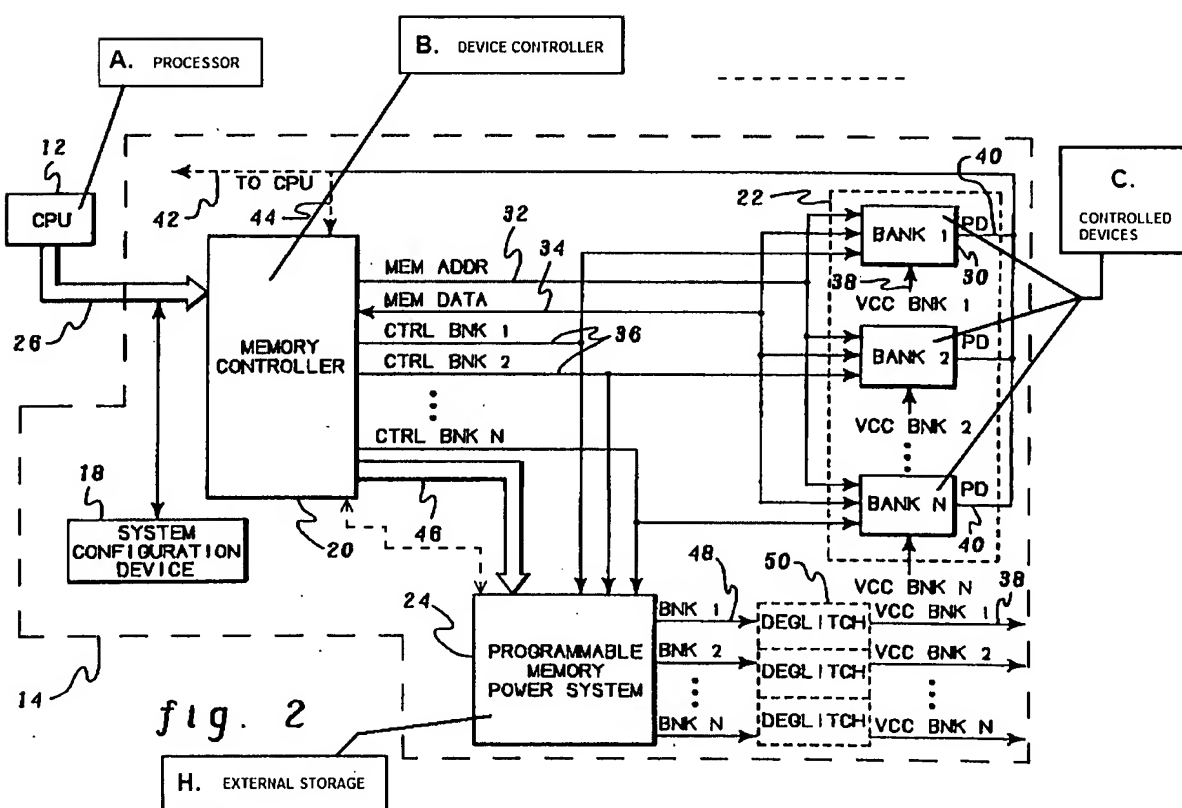 A. PROCESSOR
B. DEVICE CONTROLLER
C.
CONTROLLED
DEVICES
12
CPU
42
TO CPU
44
32
34
22
40
26
MEMORY
CONTROLLER
MEM ADDR
MEM DATA
CTRL BNK 1
CTRL BNK 2
36
CTRL BNK N
BANK 1
PD
30
38
VCC BNK 1
BANK 2
PD
VCC BNK 2
BANK N
PD
40
VCC BNK N
18
SYSTEM
CONFIGURATION
DEVICE
20
46
24
PROGRAMMABLE
MEMORY
POWER SYSTEM
48
50
38
BNK 1
DEGLITCH
VCC BNK 1
BNK 2
DEGLITCH
VCC BNK 2
BNK N
DEGLITCH
VCC BNK N
14
fig. 2
H. EXTERNAL STORAGE